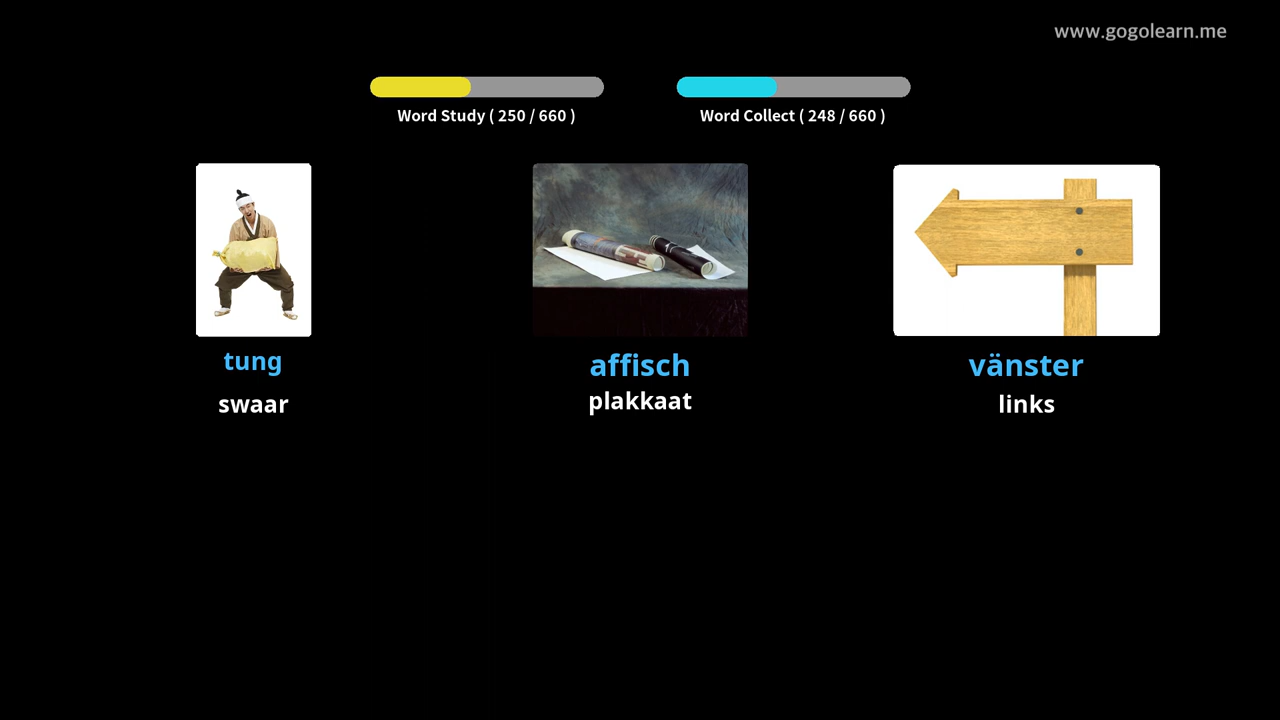 www.gogolearn.me
Word Study ( 250 / 660 )
Word Collect ( 248 / 660 )
tung
swaar
affisch
plakkaat
vänster
links